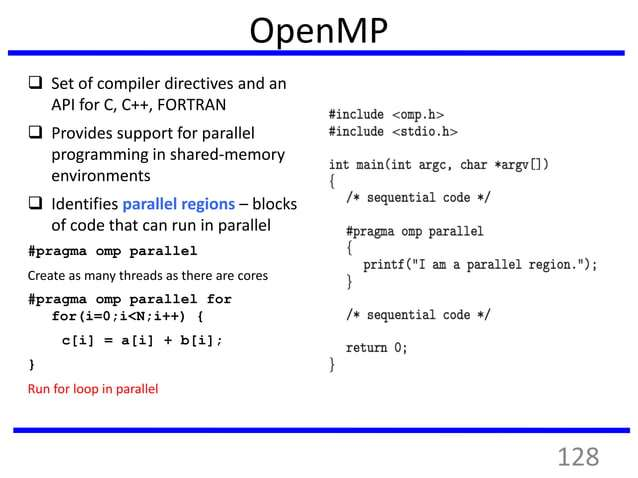 OpenMP
❑ Set of compiler directives and an
API for C, C++, FORTRAN
❑ Provides support for parallel
programming in shared-memory
environments
❑ Identifies parallel regions – blocks
of code that can run in parallel
#pragma omp parallel
Create as many threads as there are cores
#pragma omp parallel for
for(i=0;i<N;i++) {
c[i] = a[i] + b[i];
}
Run for loop in parallel
#include <omp.h>
#include <stdio.h>
int main(int argc, char *argv[])
{
/* sequential code */
#pragma omp parallel
{
printf("I am a parallel region.");
}
/* sequential code */
return 0;
}
128